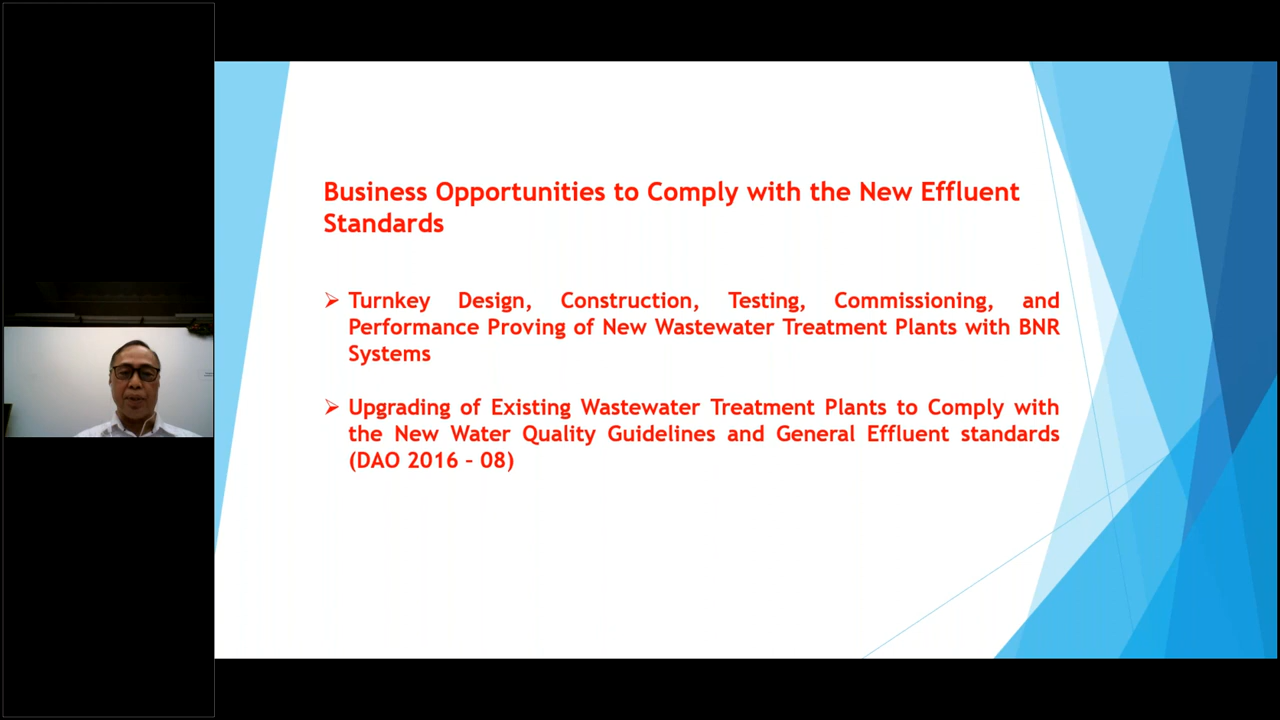 Business Opportunities to Comply with the New Effluent
Standards
➢ Turnkey Design, Construction, Testing, Commissioning, and
Performance Proving of New Wastewater Treatment Plants with BNR
Systems
➢ Upgrading of Existing Wastewater Treatment Plants to Comply with
the New Water Quality Guidelines and General Effluent standards
(DAO 2016 – 08)